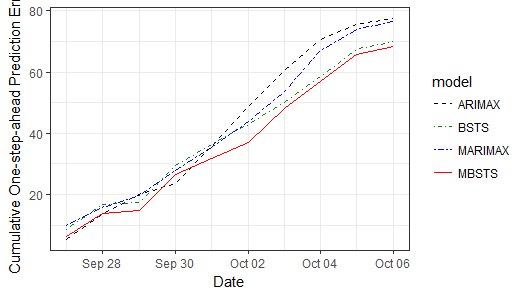 Cumulative One-step-ahead Prediction Err
80
60
40
20
Sep 28
Sep 30
Oct 02
Oct 04
Oct 06
Date
model
ARIMAX
BSTS
MARIMAX
MBSTS